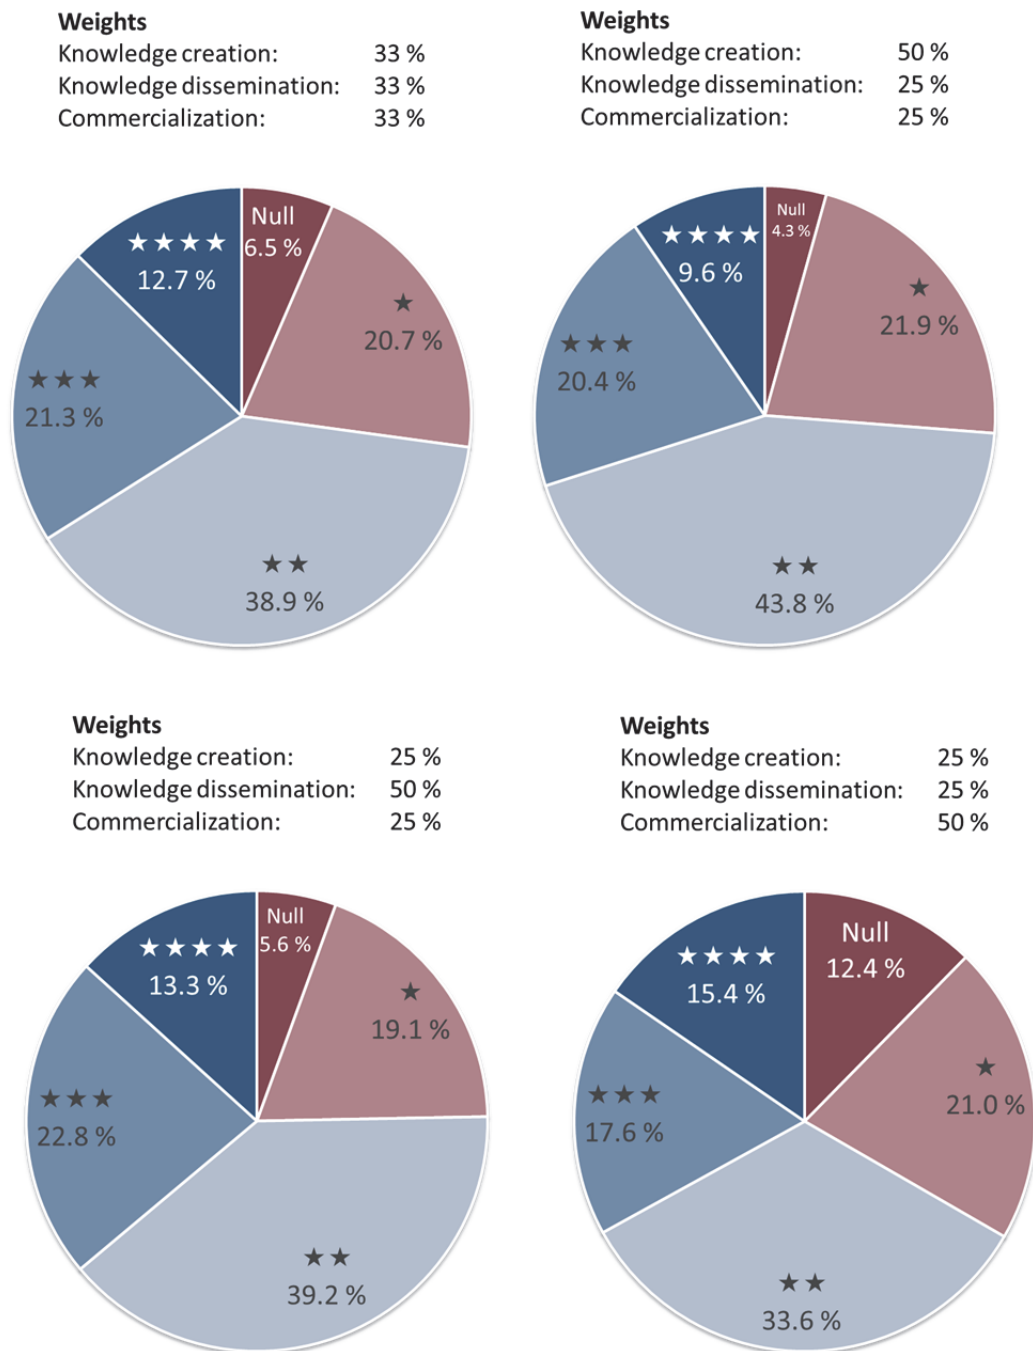 Weights
Knowledge creation: 33 %
Knowledge dissemination: 33 %
Commercialization: 33 %
Weights
Knowledge creation: 50 %
Knowledge dissemination: 25 %
Commercialization: 25 %
Null
6.5 %
★
20.7 %
★★
38.9 %
★★★
21.3 %
★★★★
12.7 %
Null
4.3 %
★
21.9 %
★★
43.8 %
★★★
20.4 %
★★★★
9.6 %
Weights
Knowledge creation: 25 %
Knowledge dissemination: 50 %
Commercialization: 25 %
Weights
Knowledge creation: 25 %
Knowledge dissemination: 25 %
Commercialization: 50 %
Null
5.6 %
★
19.1 %
★★
39.2 %
★★★
22.8 %
★★★★
13.3 %
Null
12.4 %
★
21.0 %
★★
33.6 %
★★★
17.6 %
★★★★
15.4 %